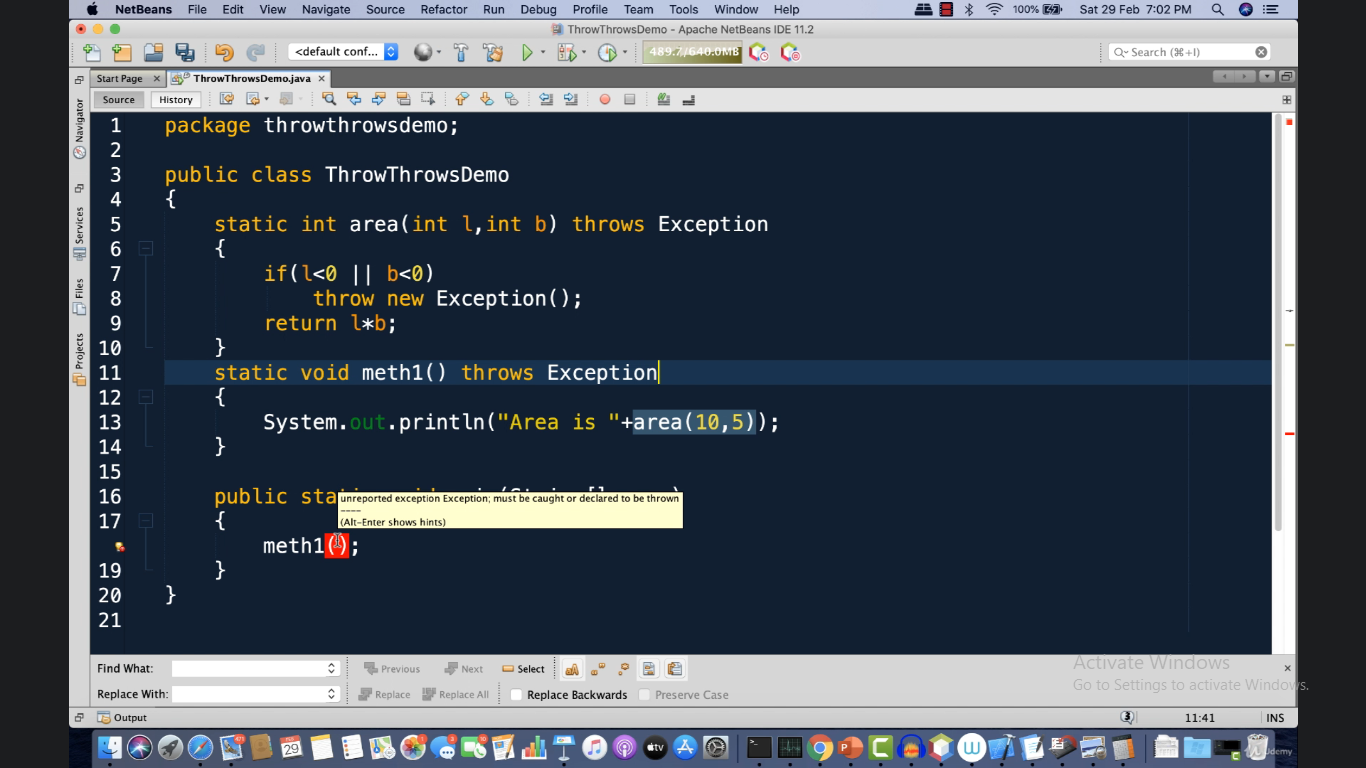 NetBeans File Edit View Navigate Source Refactor Run Debug Profile Team Tools Window Help 100% Sat 29 Feb 7:02 PM
ThrowThrowsDemo - Apache NetBeans IDE 11.2
<default conf... 489.7/640.0MB Search (⌘+I)
Start Page ThrowThrowsDemo.java
Source History
Navigator
Services
Files
Projects
1 package throwthrowsdemo;
2
3 public class ThrowThrowsDemo
4 {
5 static int area(int l,int b) throws Exception
6 {
7 if(l<0 || b<0)
8 throw new Exception();
9 return l*b;
10 }
11 static void meth1() throws Exception
12 {
13 System.out.println("Area is "+area(10,5));
14 }
15
16 public sta
unreported exception Exception; must be caught or declared to be thrown
----
(Alt-Enter shows hints)
17 {
meth1();
19 }
20 }
21
Find What: Previous Next Select
Replace With: Replace Replace All Replace Backwards Preserve Case
Activate Windows
Go to Settings to activate Windows.
Output 11:41 INS
Udemy